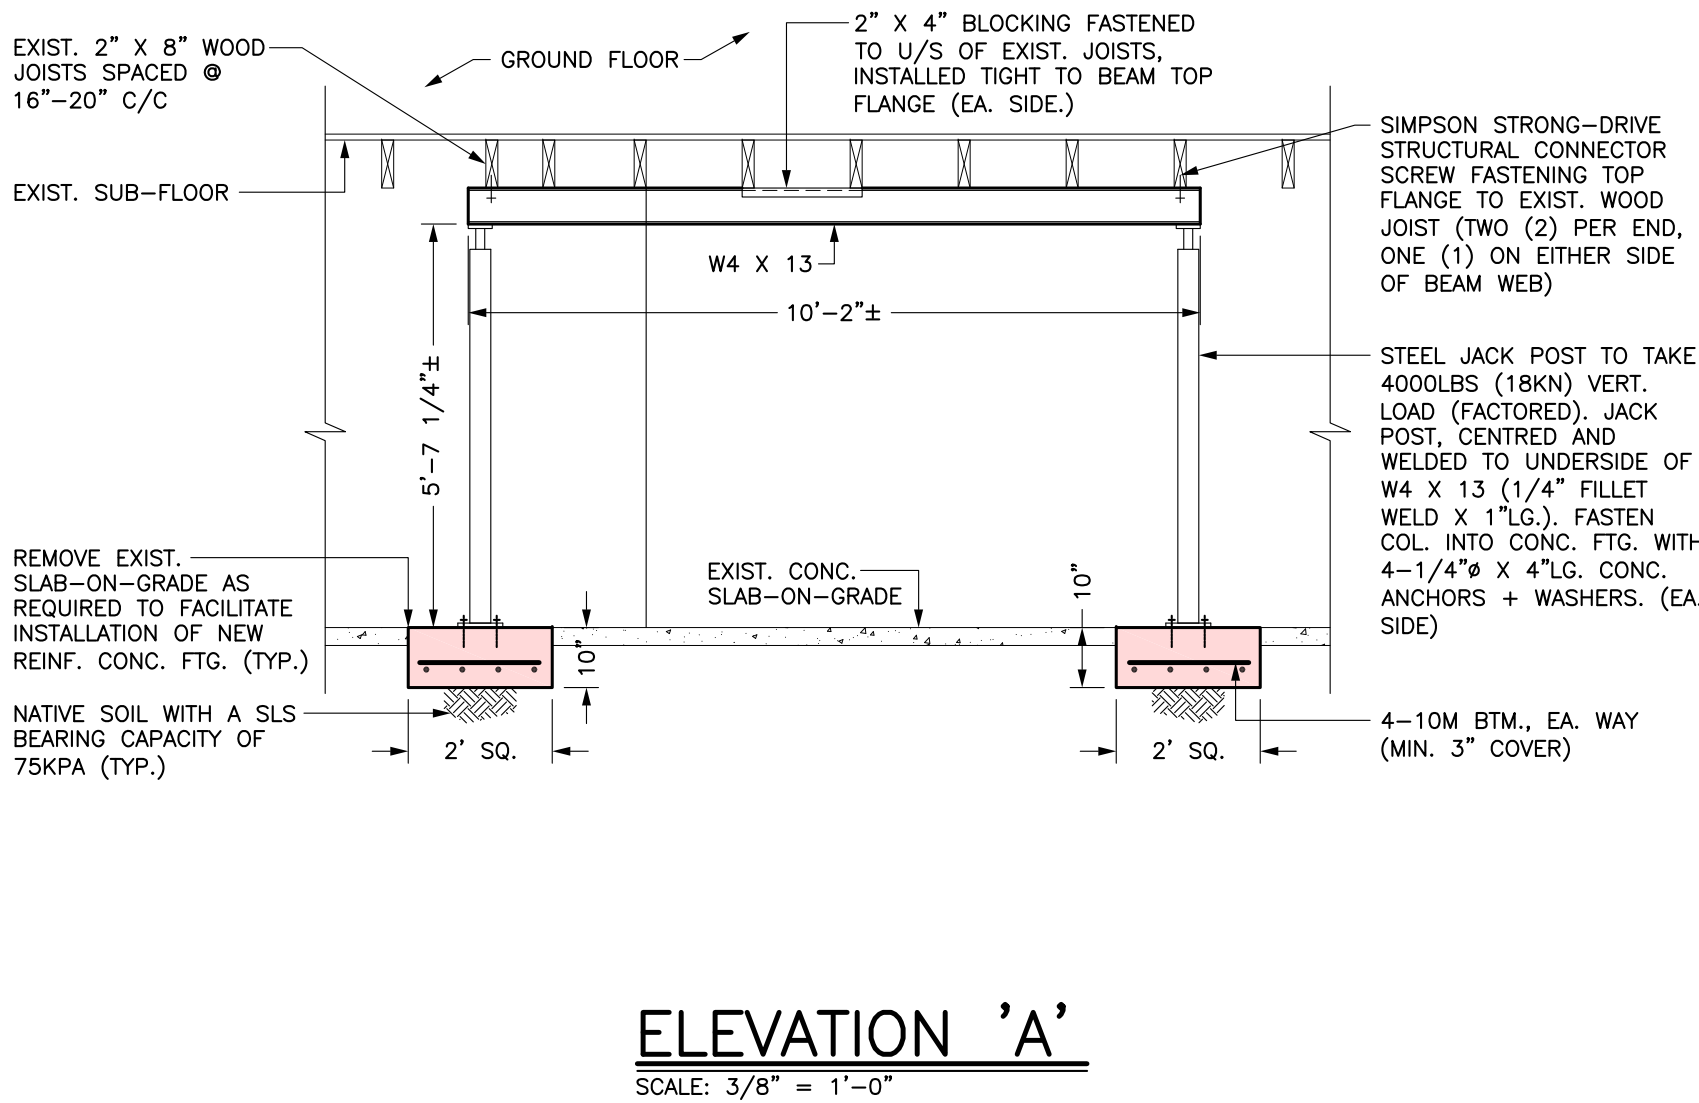 EXIST. 2" X 8" WOOD
JOISTS SPACED @
16"-20" C/C
GROUND FLOOR
2" X 4" BLOCKING FASTENED
TO U/S OF EXIST. JOISTS,
INSTALLED TIGHT TO BEAM TOP
FLANGE (EA. SIDE.)
EXIST. SUB-FLOOR
SIMPSON STRONG-DRIVE
STRUCTURAL CONNECTOR
SCREW FASTENING TOP
FLANGE TO EXIST. WOOD
JOIST (TWO (2) PER END,
ONE (1) ON EITHER SIDE
OF BEAM WEB)
W4 X 13
10'-2"±
5'-7 1/4"±
STEEL JACK POST TO TAKE
4000LBS (18KN) VERT.
LOAD (FACTORED). JACK
POST, CENTRED AND
WELDED TO UNDERSIDE OF
W4 X 13 (1/4" FILLET
WELD X 1"LG.). FASTEN
COL. INTO CONC. FTG. WITH
4-1/4"ø X 4"LG. CONC.
ANCHORS + WASHERS. (EA.
SIDE)
REMOVE EXIST.
SLAB-ON-GRADE AS
REQUIRED TO FACILITATE
INSTALLATION OF NEW
REINF. CONC. FTG. (TYP.)
EXIST. CONC.
SLAB-ON-GRADE
10"
10"
NATIVE SOIL WITH A SLS
BEARING CAPACITY OF
75KPA (TYP.)
2' SQ.
2' SQ.
4-10M BTM., EA. WAY
(MIN. 3" COVER)
ELEVATION 'A'
SCALE: 3/8" = 1'-0"